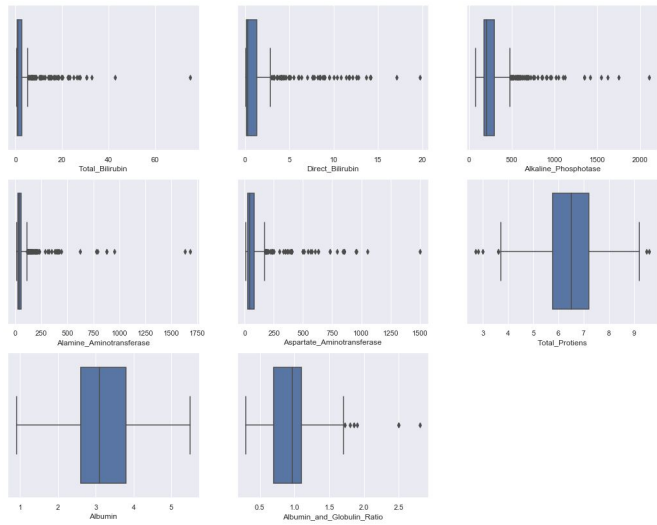 0 20 40 60
Total_Bilirubin
0 5 10 15 20
Direct_Bilirubin
0 500 1000 1500 2000
Alkaline_Phosphotase
0 250 500 750 1000 1250 1500 1750
Alamine_Aminotransferase
0 250 500 750 1000 1250 1500
Aspartate_Aminotransferase
3 4 5 6 7 8 9
Total_Protiens
1 2 3 4 5
Albumin
0.5 1.0 1.5 2.0 2.5
Albumin_and_Globulin_Ratio